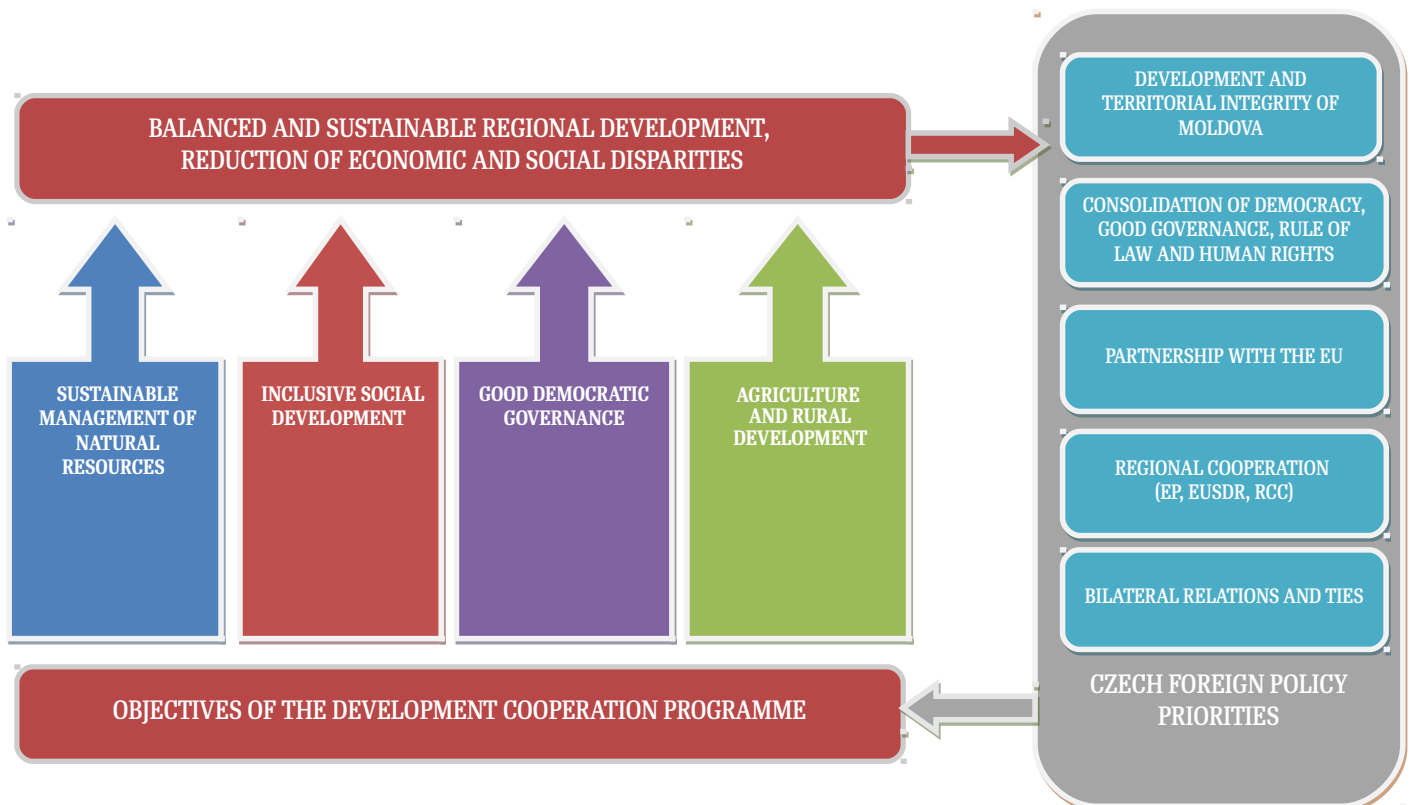 BALANCED AND SUSTAINABLE REGIONAL DEVELOPMENT,
REDUCTION OF ECONOMIC AND SOCIAL DISPARITIES
SUSTAINABLE
MANAGEMENT OF
NATURAL
RESOURCES
INCLUSIVE SOCIAL
DEVELOPMENT
GOOD DEMOCRATIC
GOVERNANCE
AGRICULTURE
AND RURAL
DEVELOPMENT
OBJECTIVES OF THE DEVELOPMENT COOPERATION PROGRAMME
DEVELOPMENT AND
TERRITORIAL INTEGRITY OF
MOLDOVA
CONSOLIDATION OF DEMOCRACY,
GOOD GOVERNANCE, RULE OF
LAW AND HUMAN RIGHTS
PARTNERSHIP WITH THE EU
REGIONAL COOPERATION
(EP, EUSDR, RCC)
BILATERAL RELATIONS AND TIES
CZECH FOREIGN POLICY
PRIORITIES